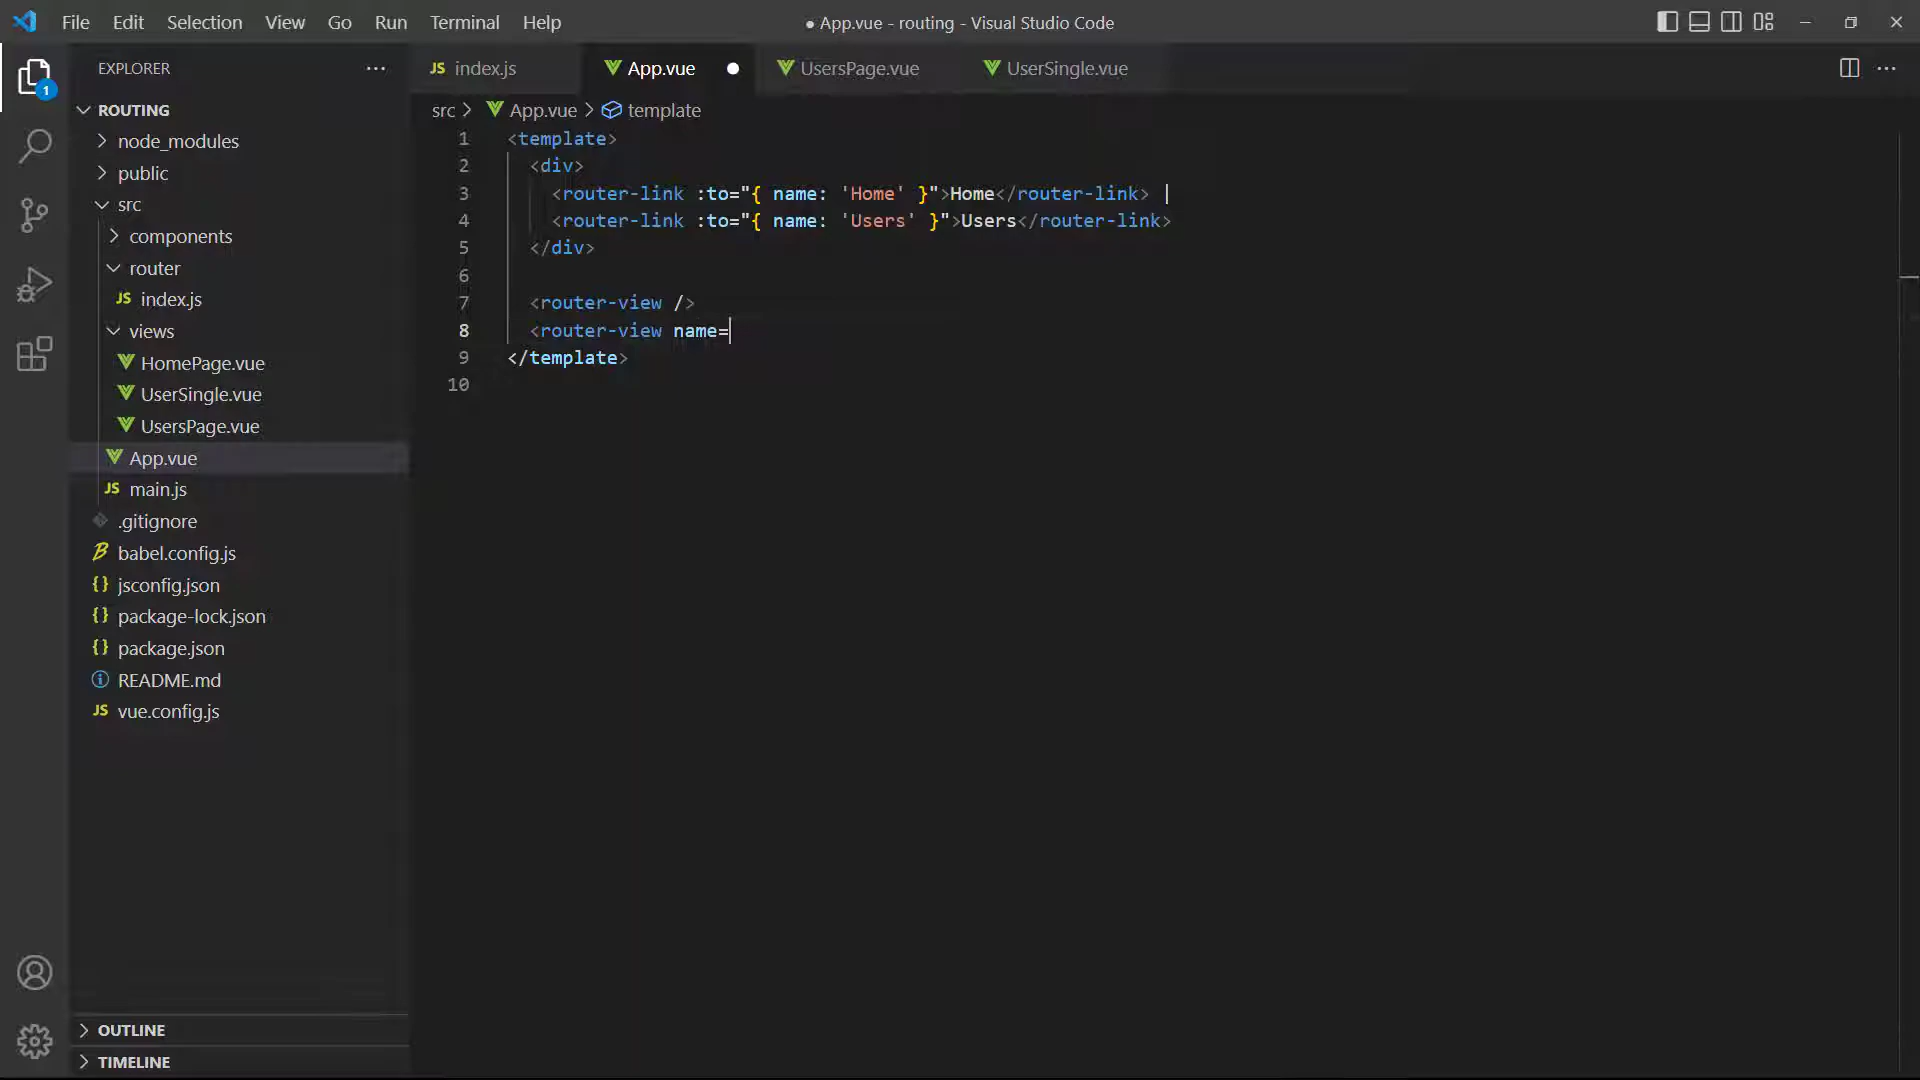 File Edit Selection View Go Run Terminal Help
● App.vue - routing - Visual Studio Code
EXPLORER
1
ROUTING
node_modules
public
src
components
router
JS index.js
views
HomePage.vue
UserSingle.vue
UsersPage.vue
App.vue
JS main.js
.gitignore
babel.config.js
{} jsconfig.json
{} package-lock.json
{} package.json
README.md
JS vue.config.js
OUTLINE
TIMELINE
JS index.js App.vue UsersPage.vue UserSingle.vue
src > App.vue > template
1 <template>
2 <div>
3 <router-link :to="{ name: 'Home' }">Home</router-link> |
4 <router-link :to="{ name: 'Users' }">Users</router-link>
5 </div>
6
7 <router-view />
8 <router-view name=
9 </template>
10